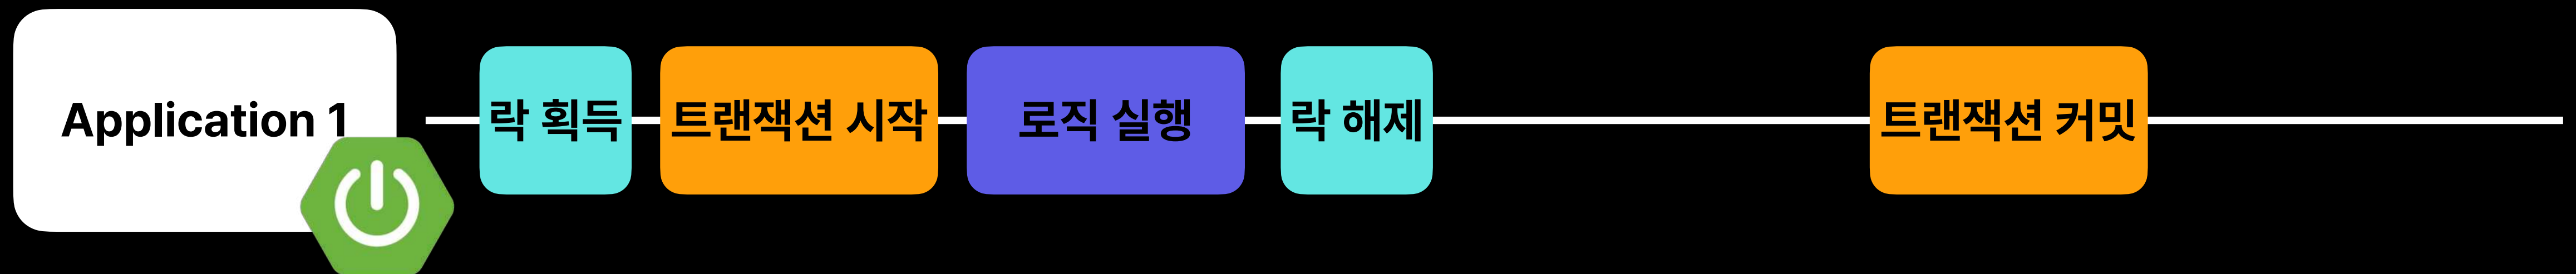 Application 1
락 획득
트랜잭션 시작
로직 실행
락 해제
트랜잭션 커밋